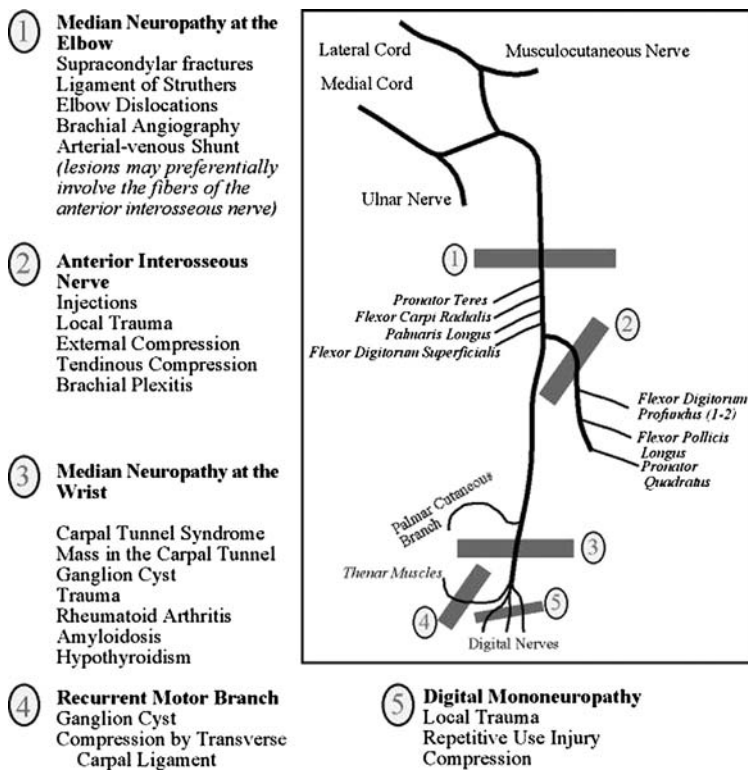 1
Median Neuropathy at the
Elbow
Supracondylar fractures
Ligament of Struthers
Elbow Dislocations
Brachial Angiography
Arterial-venous Shunt
(lesions may preferentially
involve the fibers of the
anterior interosseous nerve)
2
Anterior Interosseous
Nerve
Injections
Local Trauma
External Compression
Tendinous Compression
Brachial Plexitis
3
Median Neuropathy at the
Wrist
Carpal Tunnel Syndrome
Mass in the Carpal Tunnel
Ganglion Cyst
Trauma
Rheumatoid Arthritis
Amyloidosis
Hypothyroidism
4
Recurrent Motor Branch
Ganglion Cyst
Compression by Transverse
Carpal Ligament
5
Digital Mononeuropathy
Local Trauma
Repetitive Use Injury
Compression
Lateral Cord
Musculocutaneous Nerve
Medial Cord
Ulnar Nerve
1
Pronator Teres
Flexor Carpi Radialis
Palmaris Longus
Flexor Digitorum Superficialis
2
Flexor Digitorum
Profundus (1-2)
Flexor Pollicis
Longus
Pronator
Quadratus
Palmar Cutaneous
Branch
3
Thenar Muscles
4
5
Digital Nerves